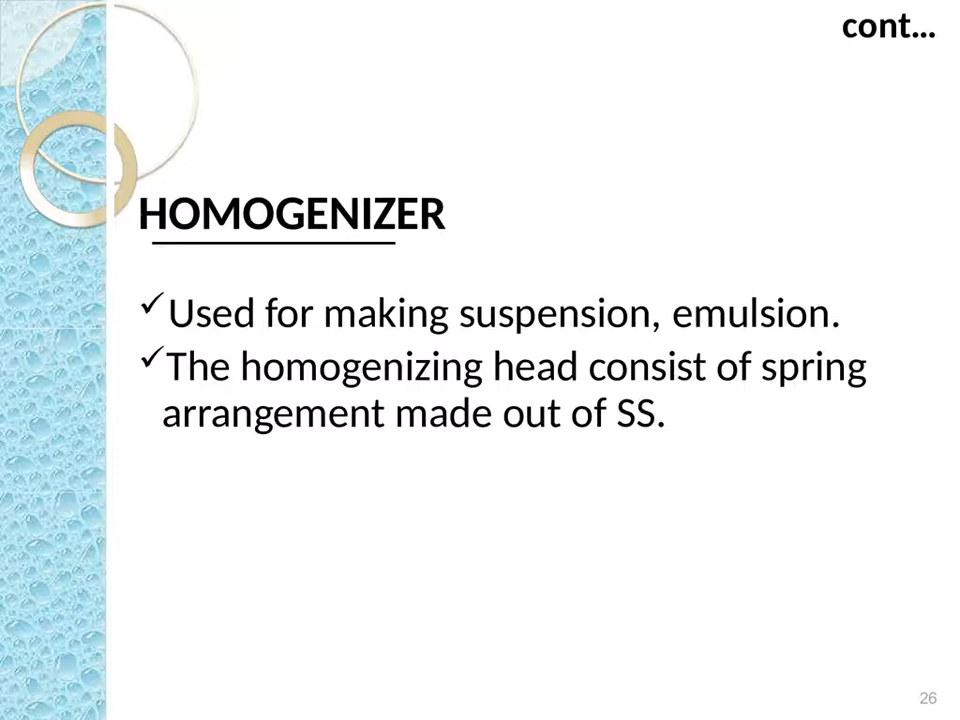 cont…
HOMOGENIZER
✓Used for making suspension, emulsion.
✓The homogenizing head consist of spring
arrangement made out of SS.
26